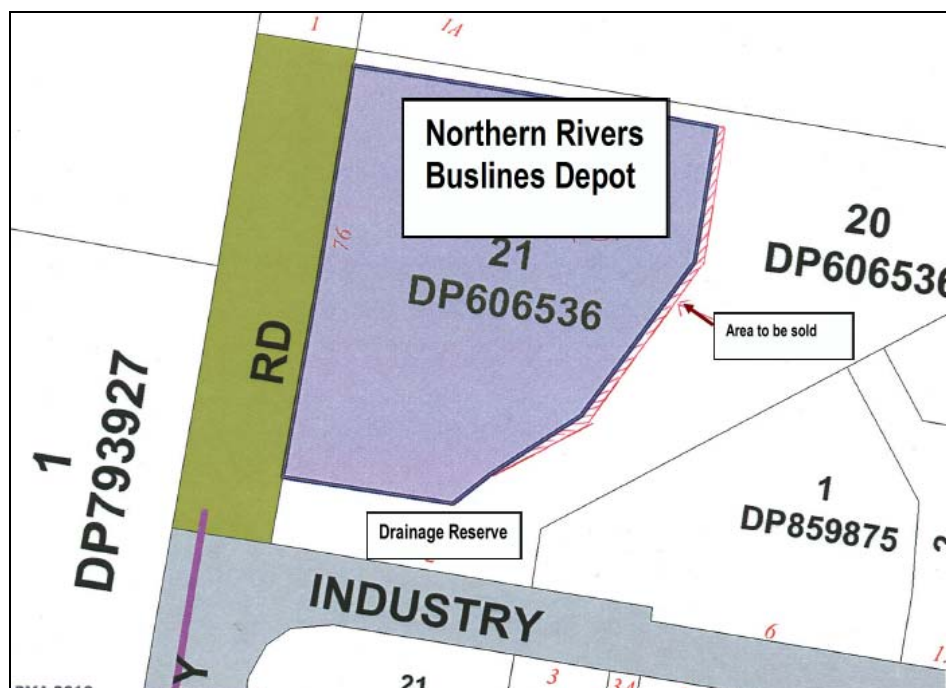 1
1A
Northern Rivers
Buslines Depot
76
21
DP606536
20
DP606536
Area to be sold
RD
1
DP793927
1
DP859875
2
Drainage Reserve
INDUSTRY
6
Y
21
3
3A